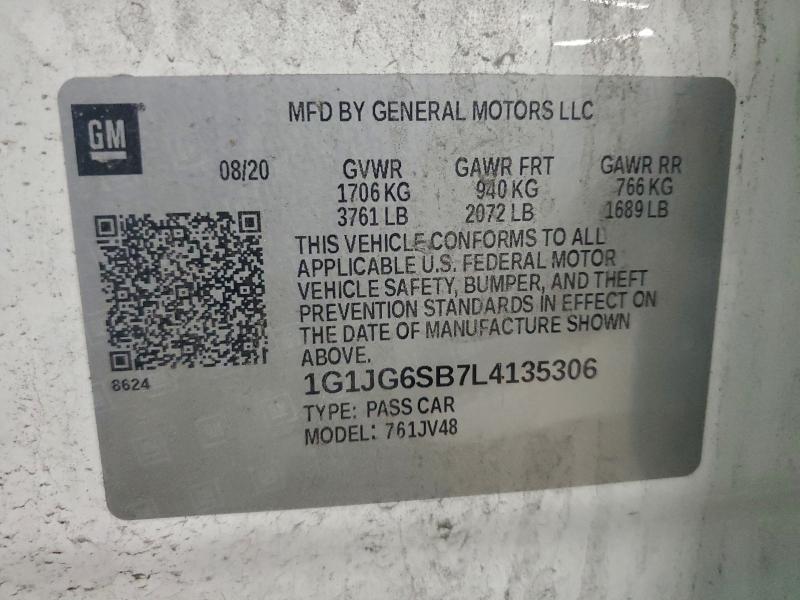 MFD BY GENERAL MOTORS LLC
GM
08/20
GVWR GAWR FRT GAWR RR
1706 KG 940 KG 766 KG
3761 LB 2072 LB 1689 LB
THIS VEHICLE CONFORMS TO ALL
APPLICABLE U.S. FEDERAL MOTOR
VEHICLE SAFETY, BUMPER, AND THEFT
PREVENTION STANDARDS IN EFFECT ON
THE DATE OF MANUFACTURE SHOWN
ABOVE.
8624
1G1JG6SB7L4135306
TYPE: PASS CAR
MODEL: 761JV48